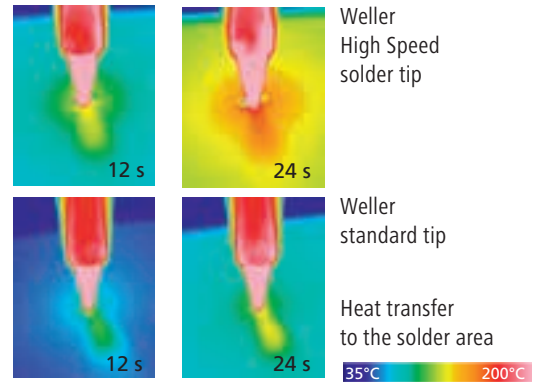 12 s
24 s
Weller
High Speed
solder tip
12 s
24 s
Weller
standard tip
Heat transfer
to the solder area
35°C 200°C